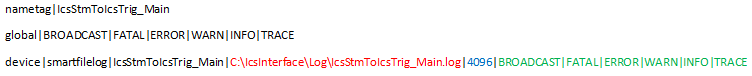 nametag|IcsStmToIcsTrig_Main
global|BROADCAST|FATAL|ERROR|WARN|INFO|TRACE
device|smartfilelog|IcsStmToIcsTrig_Main|C:\IcsInterface\Log\IcsStmToIcsTrig_Main.log|4096|BROADCAST|FATAL|ERROR|WARN|INFO|TRACE